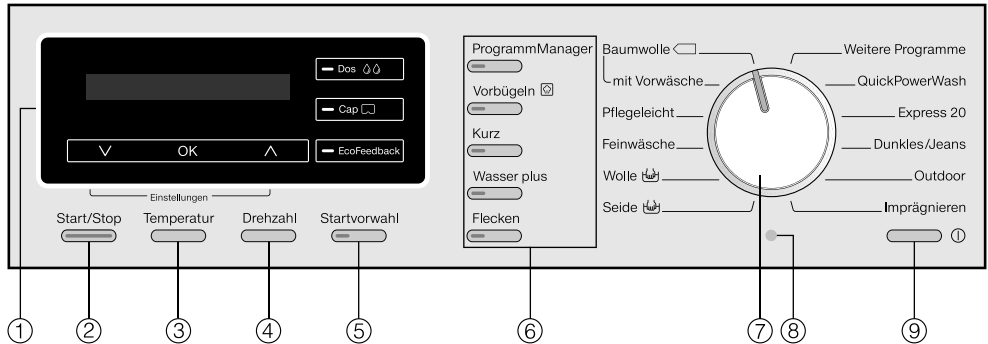 Dos
Cap
EcoFeedback
OK
Einstellungen
Start/Stop
Temperatur
Drehzahl
Startvorwahl
ProgrammManager
Vorbügeln
Kurz
Wasser plus
Flecken
Baumwolle
mit Vorwäsche
Pflegeleicht
Feinwäsche
Wolle
Seide
Weitere Programme
QuickPowerWash
Express 20
Dunkles/Jeans
Outdoor
Imprägnieren
① ② ③ ④ ⑤ ⑥ ⑦ ⑧ ⑨